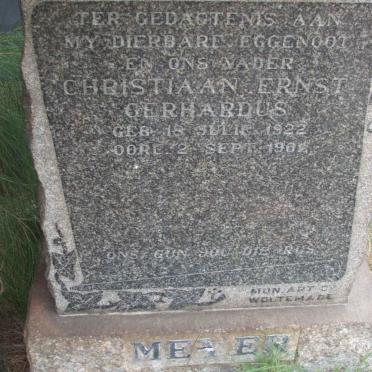 TER GEDAGTENIS AAN
MY DIERBARE EGGENOOT
EN ONS VADER
CHRISTIAAN ERNST
GERHARDUS
GEB. 18 JULIE 1922
OORL. 2 SEPT. 1962
ONS GUN JOU DIE RUS
MON. ART CO
WOLTEMADE
MEYER